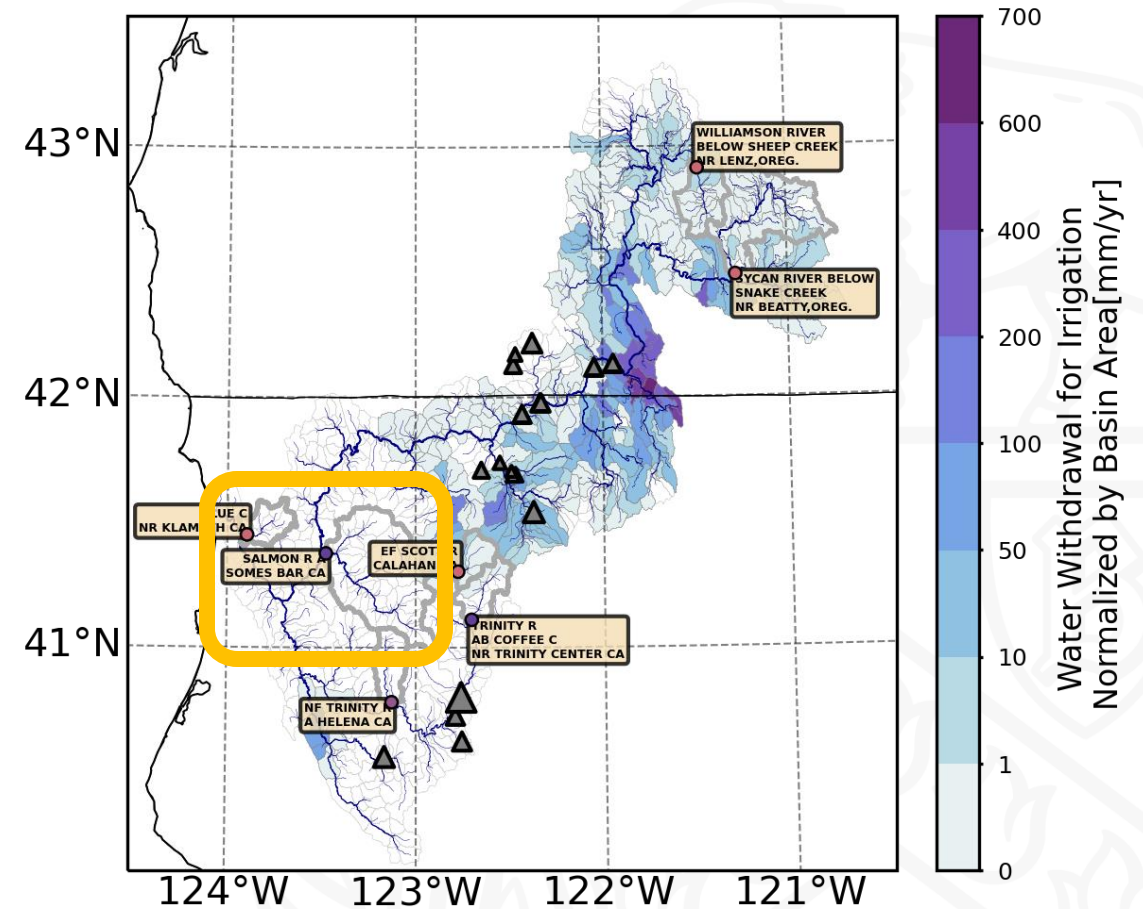 43°N
42°N
41°N
124°W
123°W
122°W
121°W
WILLIAMSON RIVER
BELOW SHEEP CREEK
NR LENZ,OREG.
SYCAN RIVER BELOW
SNAKE CREEK
NR BEATTY,OREG.
NR KLAMATH CA
SALMON R A
SOMES BAR CA
EF SCOTT R
CALAHAN
TRINITY R
AB COFFEE C
NR TRINITY CENTER CA
NF TRINITY R
A HELENA CA
700
600
400
200
100
50
10
1
0
Water Withdrawal for Irrigation
Normalized by Basin Area[mm/yr]